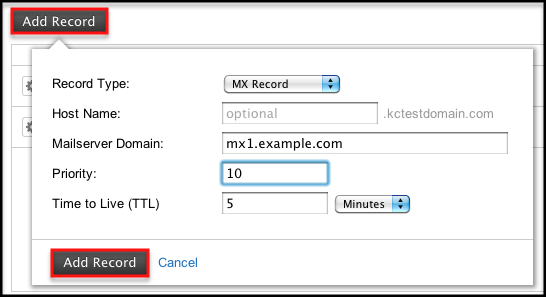 Add Record
Record Type: MX Record
Host Name: optional .kctestdomain.com
Mailserver Domain: mx1.example.com
Priority: 10
Time to Live (TTL) 5 Minutes
Add Record Cancel